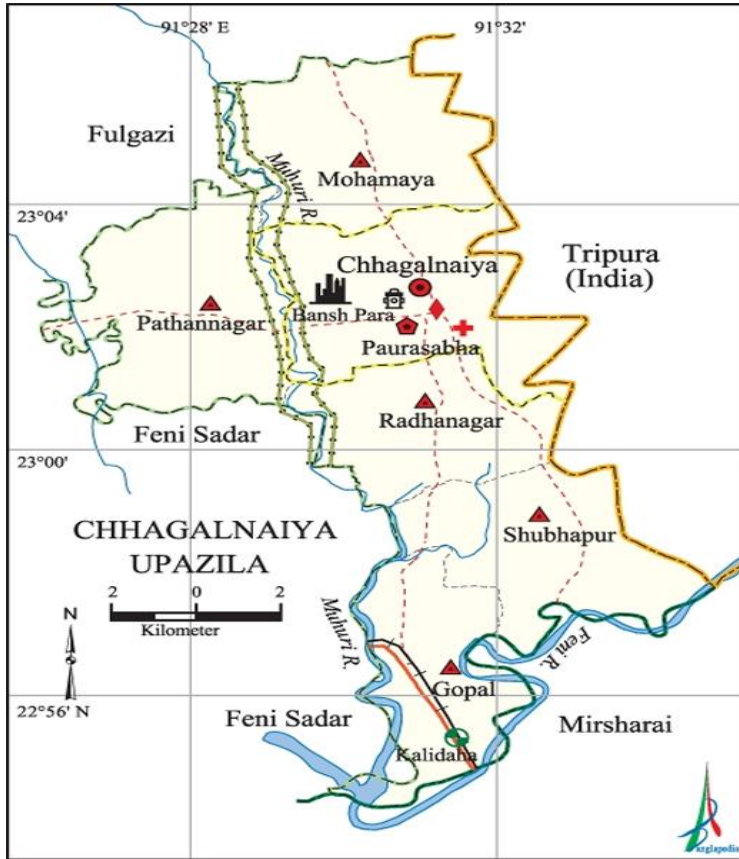 91°28' E
91°32'
Fulgazi
Muhuri R.
Mohamaya
23°04'
Tripura
(India)
Chhagalnaiya
Bansh Para
Pathannagar
Paurasabha
Radhanagar
Feni Sadar
23°00'
CHHAGALNAIYA
UPAZILA
Shubhapur
2 0 2
Kilometer
N
Muhuri R.
Feni R.
Gopal
22°56' N
Feni Sadar
Mirsharai
Kalidaha
anglapedia